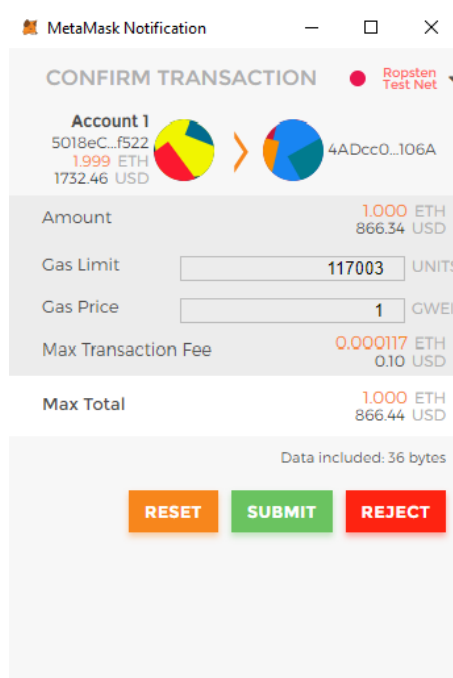 MetaMask Notification
CONFIRM TRANSACTION
Ropsten
Test Net
Account 1
5018eC...f522
1.999 ETH
1732.46 USD
4ADcc0...106A
Amount
1.000 ETH
866.34 USD
Gas Limit
117003 UNITS
Gas Price
1 GWEI
Max Transaction Fee
0.000117 ETH
0.10 USD
Max Total
1.000 ETH
866.44 USD
Data included: 36 bytes
RESET SUBMIT REJECT